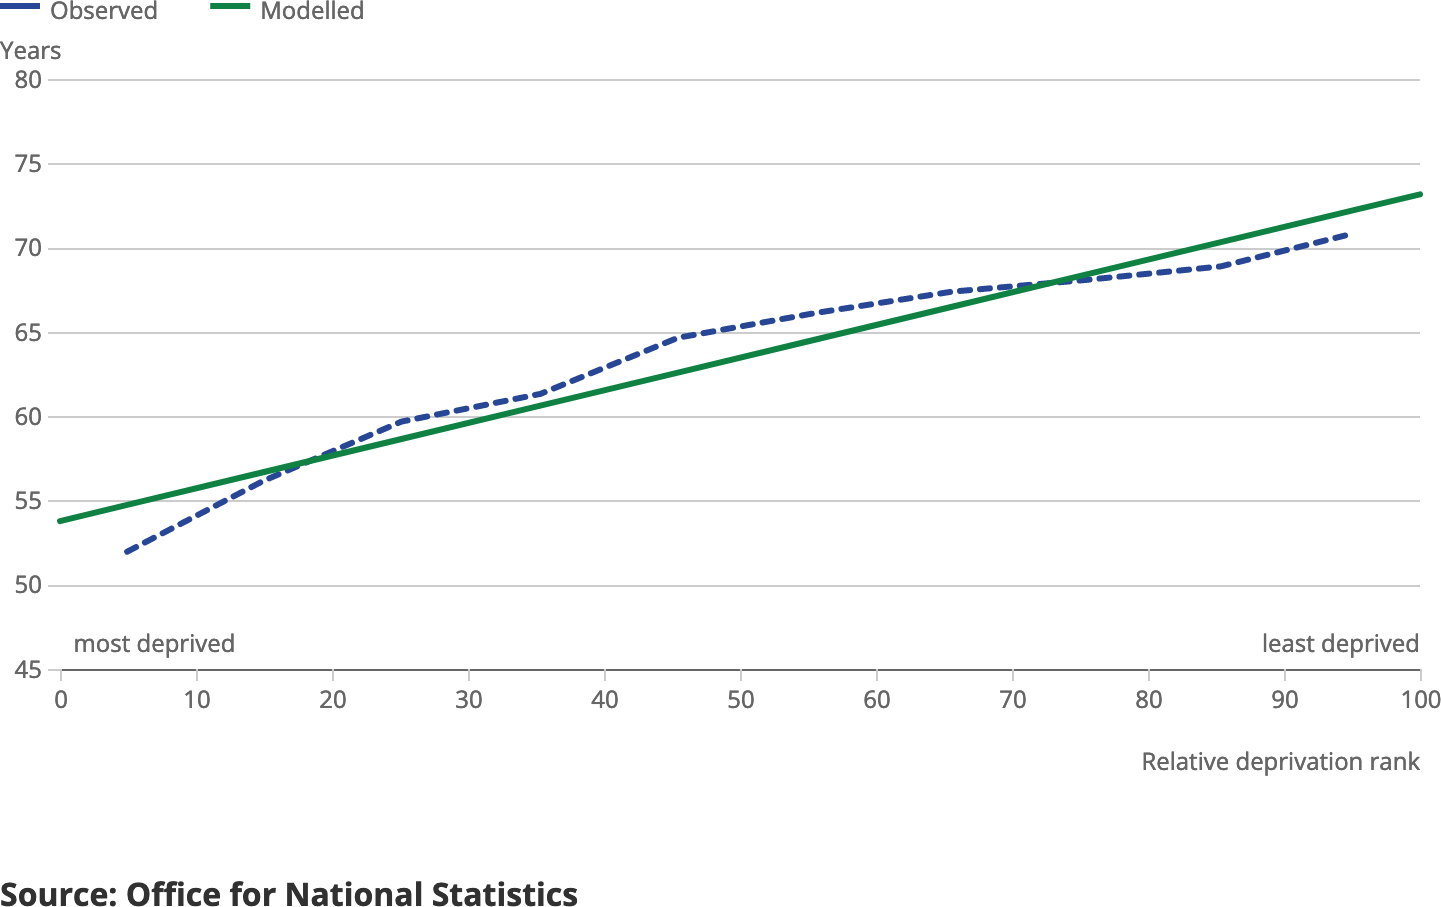 Observed Modelled
Years
80
75
70
65
60
55
50
most deprived least deprived
45
0 10 20 30 40 50 60 70 80 90 100
Relative deprivation rank
Source: Office for National Statistics